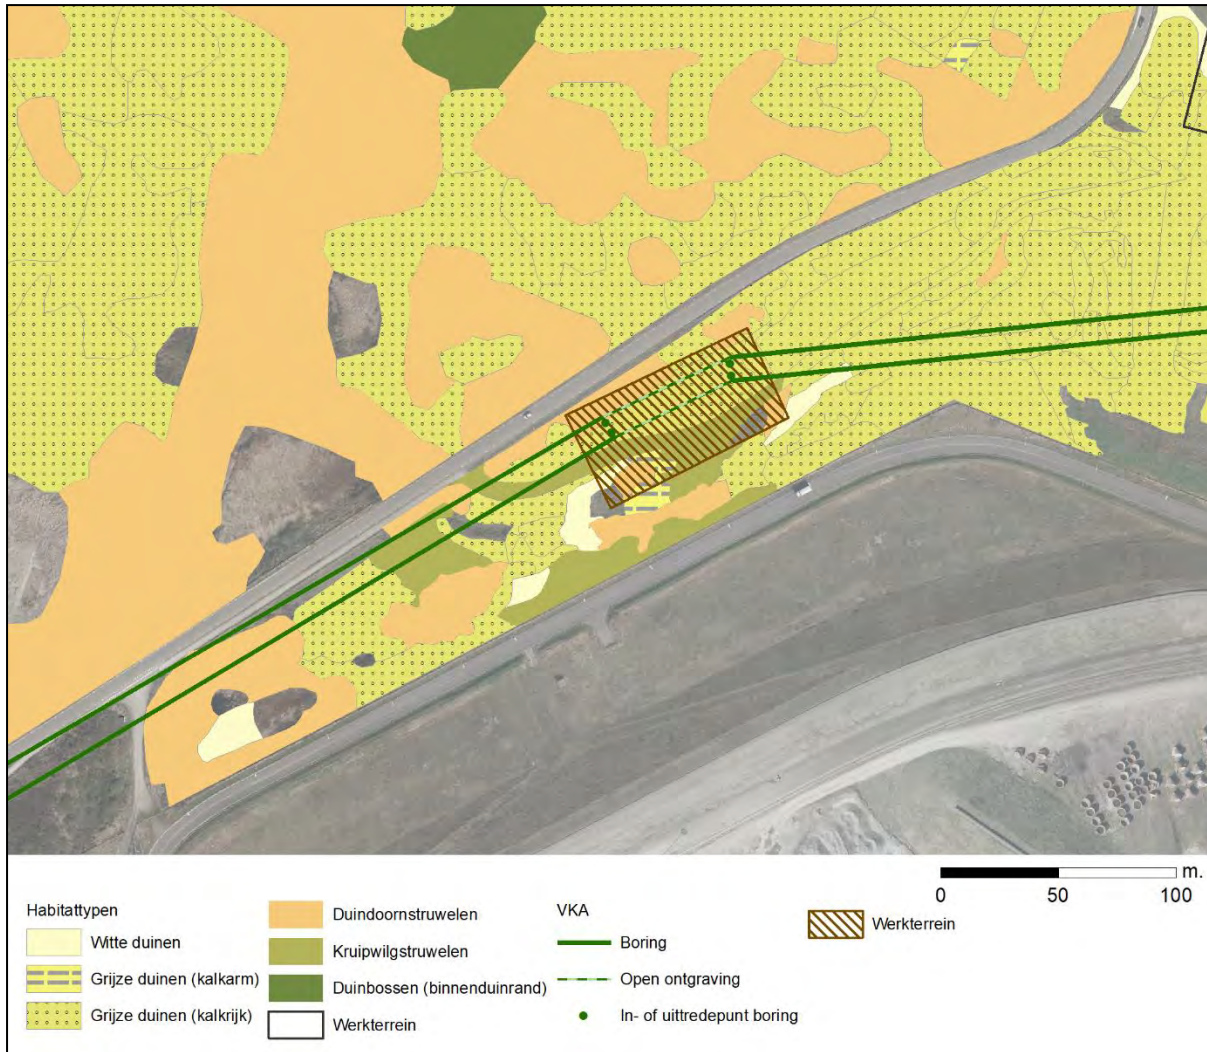 m.
0 50 100
Habitattypen
Witte duinen
Grijze duinen (kalkarm)
Grijze duinen (kalkrijk)
Duindoornstruwelen
Kruipwilgstruwelen
Duinbossen (binnenduinrand)
Werkterrein
VKA
Boring
Open ontgraving
In- of uittredepunt boring
Werkterrein